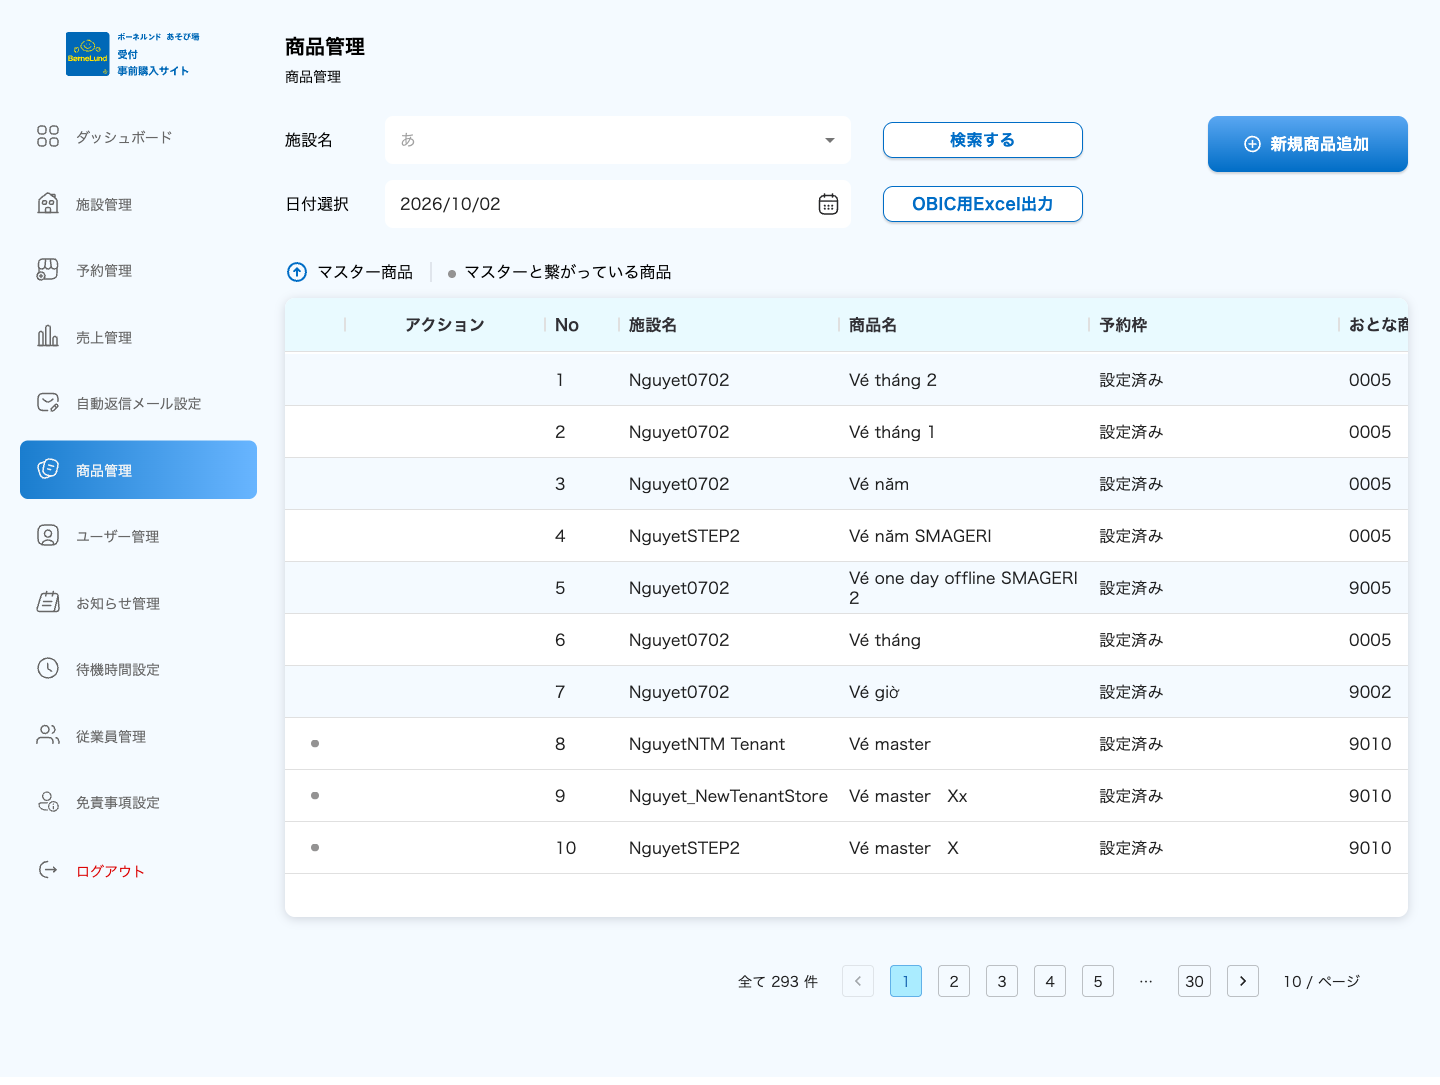 ボーネルンド あそび場
受付
事前購入サイト
BørneLund
ダッシュボード
施設管理
予約管理
売上管理
自動返信メール設定
商品管理
ユーザー管理
お知らせ管理
待機時間設定
従業員管理
免責事項設定
ログアウト
商品管理
商品管理
施設名 あ 検索する 新規商品追加
日付選択 2026/10/02 OBIC用Excel出力
マスター商品 マスターと繋がっている商品
アクション No 施設名 商品名 予約枠 おとな商
1 Nguyet0702 Vé tháng 2 設定済み 0005
2 Nguyet0702 Vé tháng 1 設定済み 0005
3 Nguyet0702 Vé năm 設定済み 0005
4 NguyetSTEP2 Vé năm SMAGERI 設定済み 0005
5 Nguyet0702 Vé one day offline SMAGERI 2 設定済み 9005
6 Nguyet0702 Vé tháng 設定済み 0005
7 Nguyet0702 Vé giờ 設定済み 9002
8 NguyetNTM Tenant Vé master 設定済み 9010
9 Nguyet_NewTenantStore Vé master　Xx 設定済み 9010
10 NguyetSTEP2 Vé master　X 設定済み 9010
全て 293 件 1 2 3 4 5 ··· 30 10 / ページ